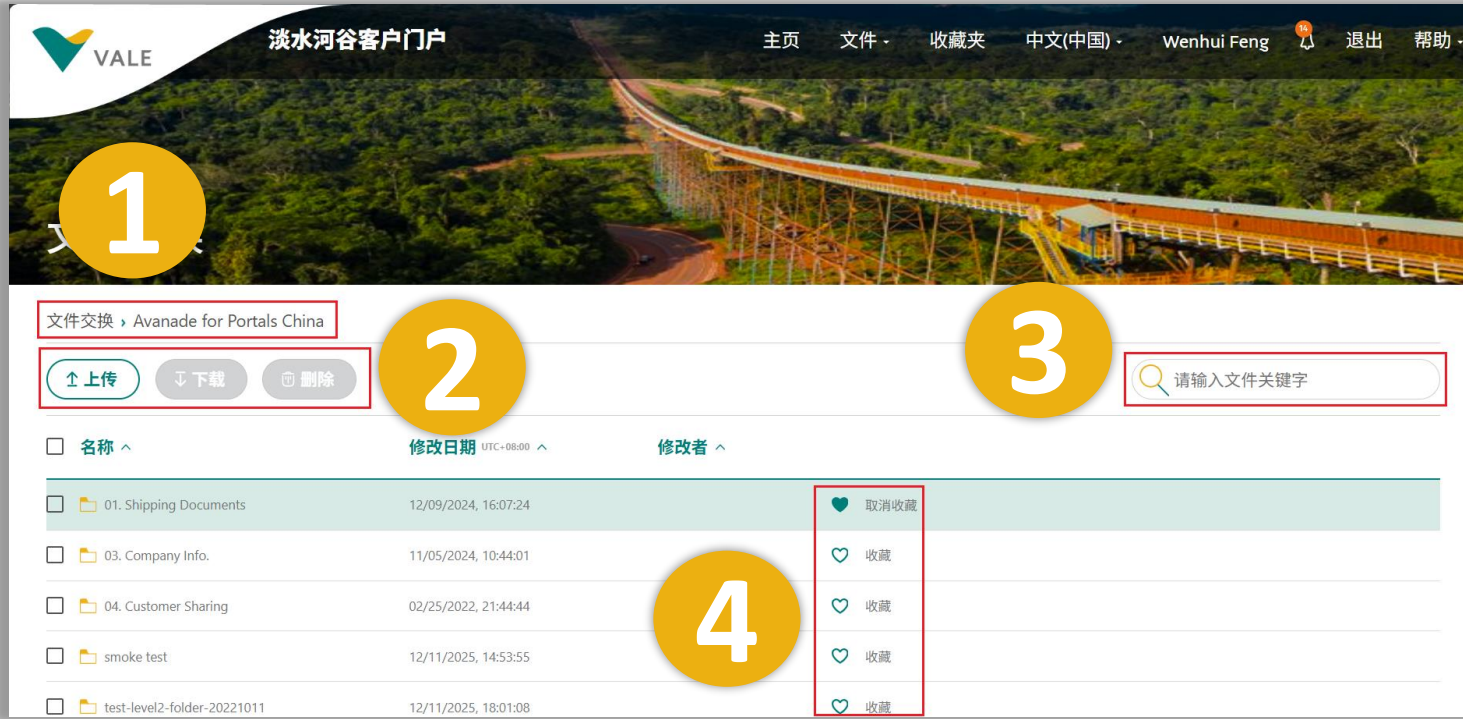 VALE
淡水河谷客户门户
主页 文件 收藏夹 中文(中国) Wenhui Feng 14 退出 帮助
1
文件交换 › Avanade for Portals China
2
3
上传 下载 删除
请输入文件关键字
名称 修改日期 UTC+08:00 修改者
01. Shipping Documents 12/09/2024, 16:07:24 取消收藏
03. Company Info. 11/05/2024, 10:44:01 收藏
04. Customer Sharing 02/25/2022, 21:44:44 收藏
4
smoke test 12/11/2025, 14:53:55 收藏
test-level2-folder-20221011 12/11/2025, 18:01:08 收藏